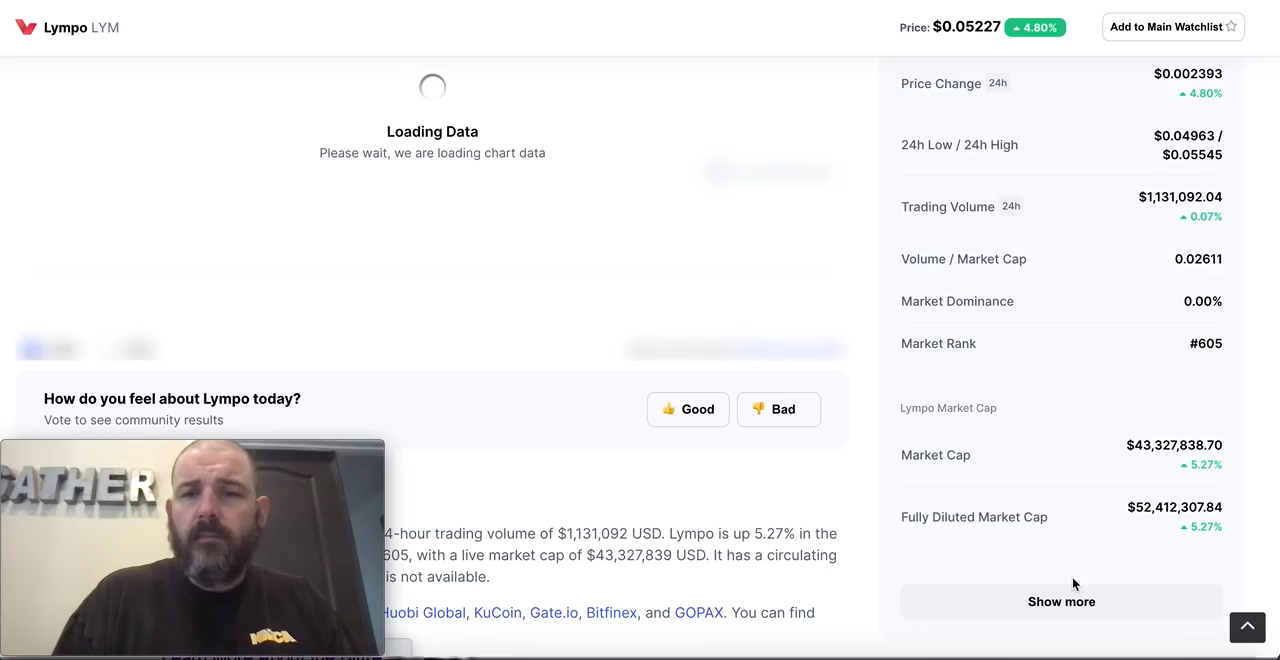 Lympo LYM
Price: $0.05227 4.80%
Add to Main Watchlist
Loading Data
Please wait, we are loading chart data
Price Change 24h
$0.002393
4.80%
24h Low / 24h High
$0.04963 /
$0.05545
Trading Volume 24h
$1,131,092.04
0.07%
Volume / Market Cap
0.02611
Market Dominance
0.00%
Market Rank
#605
Lympo Market Cap
Market Cap
$43,327,838.70
5.27%
Fully Diluted Market Cap
$52,412,307.84
5.27%
Show more
How do you feel about Lympo today?
Vote to see community results
Good
Bad
4-hour trading volume of $1,131,092 USD. Lympo is up 5.27% in the
605, with a live market cap of $43,327,839 USD. It has a circulating
is not available.
Huobi Global, KuCoin, Gate.io, Bitfinex, and GOPAX. You can find
GATHER